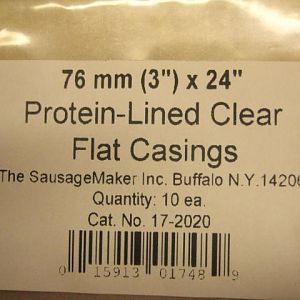 76 mm (3") x 24"
Protein-Lined Clear
Flat Casings
The SausageMaker Inc. Buffalo N.Y.14206
Quantity: 10 ea.
Cat. No. 17-2020
0 15913 01748 9